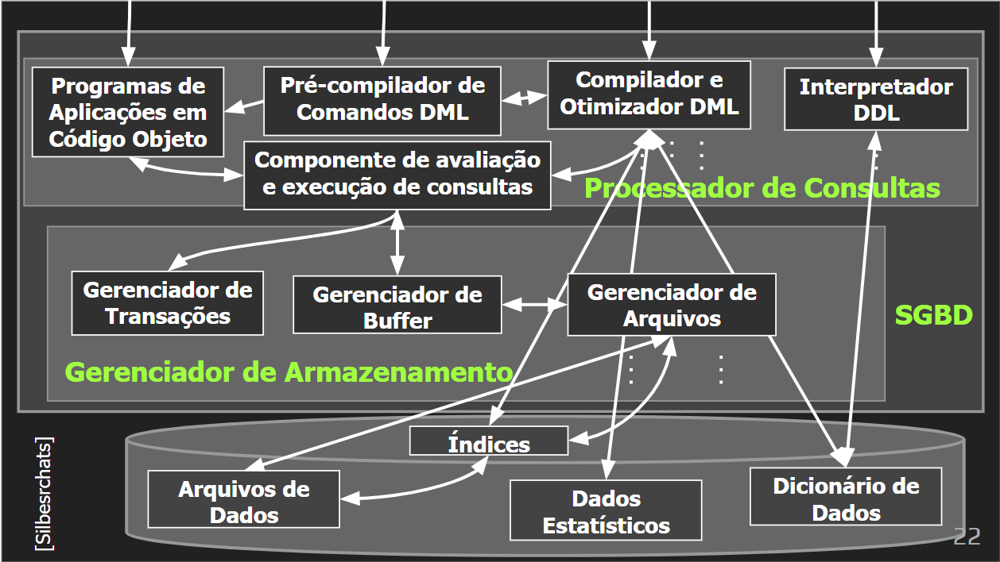 Programas de
Aplicações em
Código Objeto
Pré-compilador de
Comandos DML
Compilador e
Otimizador DML
Interpretador
DDL
Componente de avaliação
e execução de consultas
Processador de Consultas
Gerenciador de
Transações
Gerenciador de
Buffer
Gerenciador de
Arquivos
SGBD
Gerenciador de Armazenamento
[Silbesrchats]
Índices
Arquivos de
Dados
Dados
Estatísticos
Dicionário de
Dados
22